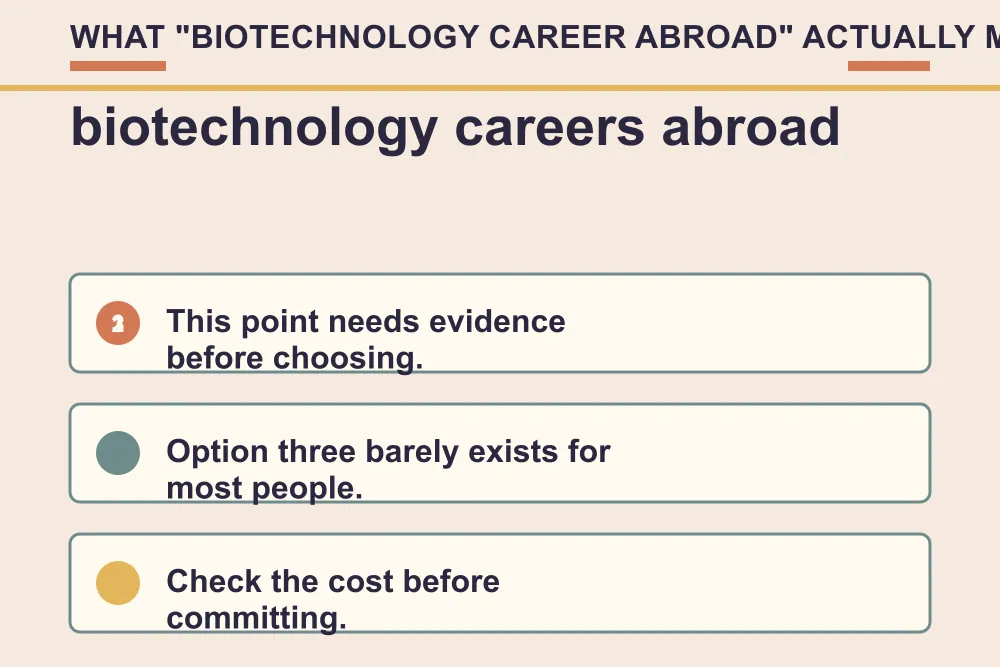 WHAT "BIOTECHNOLOGY CAREER ABROAD" ACTUALLY
biotechnology careers abroad
This point needs evidence
before choosing.
Option three barely exists for
most people.
Check the cost before
committing.